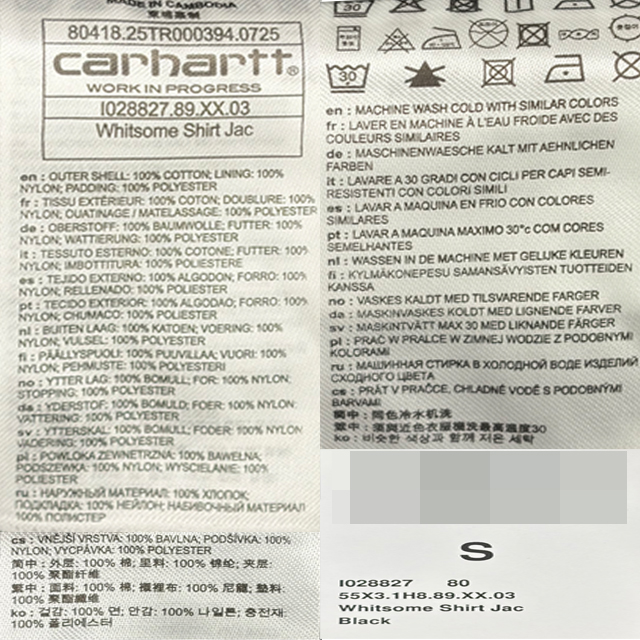 MADE IN CAMBODIA
80418.25TR000394.0725
carhartt®
WORK IN PROGRESS
I028827.89.XX.03
Whitsome Shirt Jac
en : OUTER SHELL: 100% COTTON; LINING: 100%
NYLON; PADDING: 100% POLYESTER
fr : TISSU EXTÉRIEUR: 100% COTON; DOUBLURE: 100%
NYLON; OUATINAGE / MATELASSAGE: 100% POLYESTER
de : OBERSTOFF: 100% BAUMWOLLE; FUTTER: 100%
NYLON; WATTIERUNG: 100% POLYESTER
it : TESSUTO ESTERNO: 100% COTONE; FUTTER: 100%
NYLON; IMBOTTITURA: 100% POLIESTERE
es : TEJIDO EXTERNO: 100% ALGODON; FORRO: 100%
NYLON; RELLENADO: 100% POLIESTER
pt : TECIDO EXTERIOR: 100% ALGODAO; FORRO: 100%
NYLON; CHUMACO: 100% POLIESTER
nl : BUITEN LAAG: 100% KATOEN; VOERING: 100%
NYLON; VULSEL: 100% POLYESTER
fi : PÄÄLLYSPUOLI: 100% PUUVILLAA; VUORI: 100%
NYLON; PEHMUSTE: 100% POLYESTERI
no : YTTER LAG: 100% BOMULL; FOR: 100% NYLON;
STOPPING: 100% POLYESTER
da : YDERSTOF: 100% BOMULD; FOER: 100% NYLON;
VATTERING: 100% POLYESTER
sv : YTTERSKAL: 100% BOMULL; FODER: 100% NYLON;
VADERING: 100% POLYESTER
pl : POWLOKA ZEWNETRZNA: 100% BAWELNA;
PODSZEWKA: 100% NYLON; WYSCIELANIE: 100%
POLIESTER
ru : НАРУЖНЫЙ МАТЕРИАЛ: 100% ХЛОПОК;
ПОДКЛАДКА: 100% НЕЙЛОН; НАБИВОЧНЫЙ МАТЕРИАЛ
100% ПОЛИЭСТЕР
cs : VNĚJŠÍ VRSTVA: 100% BAVLNA; PODŠÍVKA: 100%
NYLON; VYCPÁVKA: 100% POLYESTER
简中 : 外层: 100% 棉; 里料: 100% 锦纶; 夹层:
100% 聚酯纤维
繁中 : 面料: 100% 棉; 襯裡布: 100% 尼龍; 墊料:
100% 聚酯纖維
ko : 겉감: 100% 면; 안감: 100% 나일론; 충전재:
100% 폴리에스터
30
30
en : MACHINE WASH COLD WITH SIMILAR COLORS
fr : LAVER EN MACHINE À L'EAU FROIDE AVEC DES
COULEURS SIMILAIRES
de : MASCHINENWAESCHE KALT MIT AEHNLICHEN
FARBEN
it : LAVARE A 30 GRADI CON CICLI PER CAPI SEMI-
RESISTENTI CON COLORI SIMILI
es : LAVAR A MAQUINA EN FRIO CON COLORES
SIMILARES
pt : LAVAR A MAQUINA MAXIMO 30°c COM CORES
SEMELHANTES
nl : WASSEN IN DE MACHINE MET GELIJKE KLEUREN
fi : KYLMÄKONEPESU SAMANSÄVYISTEN TUOTTEIDEN
KANSSA
no : VASKES KALDT MED TILSVARENDE FARGER
da : MASKINVASKES KOLDT MED LIGNENDE FARVER
sv : MASKINTVÄTT MAX 30 MED LIKNANDE FÄRGER
pl : PRAĆ W PRALCE W ZIMNEJ WODZIE Z PODOBNYMI
KOLORAMI
ru : МАШИННАЯ СТИРКА В ХОЛОДНОЙ ВОДЕ ИЗДЕЛИЙ
СХОДНОГО ЦВЕТА
cs : PRÁT V PRAČCE, CHLADNÉ VODĚ S PODOBNÝMI
BARVAMI
简中 : 同色冷水机洗
繁中 : 須與近色衣服機洗最高溫度30
ko : 비슷한 색상과 함께 저온 세탁
S
I028827 80
55X3.1H8.89.XX.03
Whitsome Shirt Jac
Black